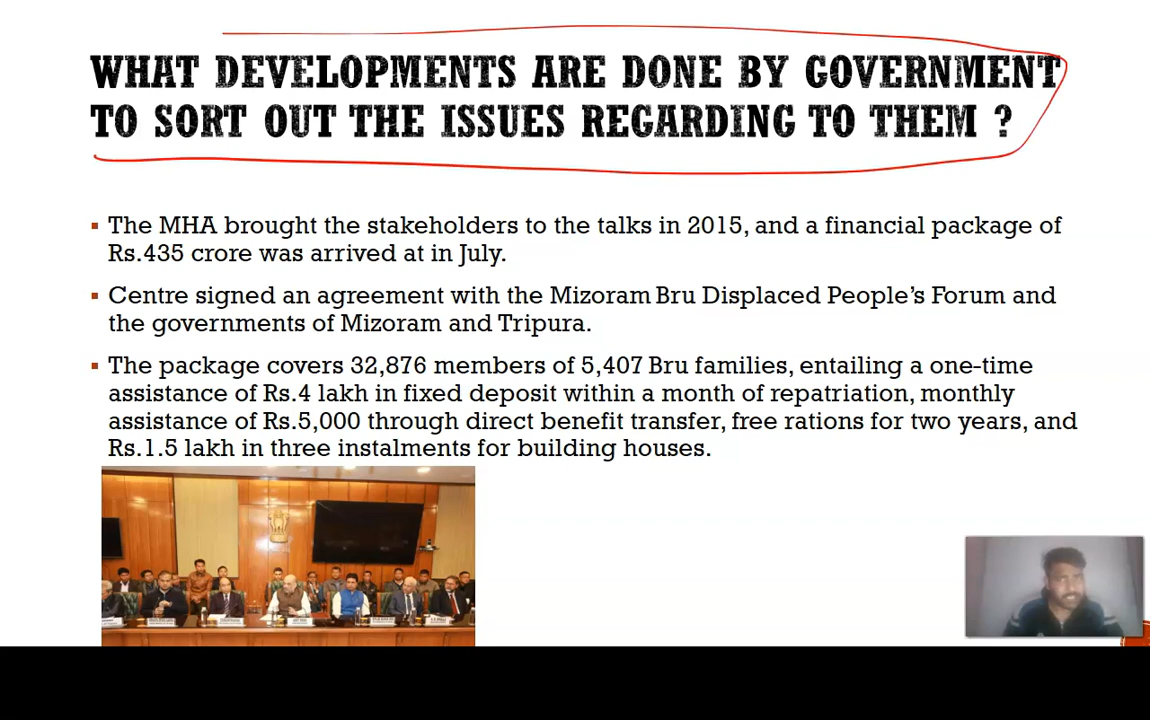 WHAT DEVELOPMENTS ARE DONE BY GOVERNMENT
TO SORT OUT THE ISSUES REGARDING TO THEM ?
▪ The MHA brought the stakeholders to the talks in 2015, and a financial package of
Rs.435 crore was arrived at in July.
▪ Centre signed an agreement with the Mizoram Bru Displaced People’s Forum and
the governments of Mizoram and Tripura.
▪ The package covers 32,876 members of 5,407 Bru families, entailing a one-time
assistance of Rs.4 lakh in fixed deposit within a month of repatriation, monthly
assistance of Rs.5,000 through direct benefit transfer, free rations for two years, and
Rs.1.5 lakh in three instalments for building houses.